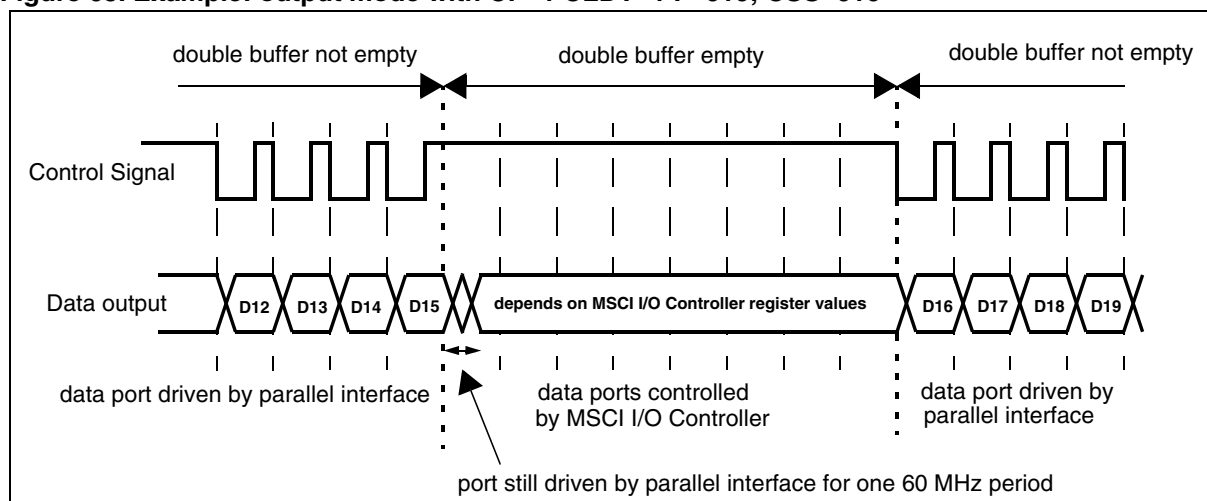 double buffer not empty
double buffer empty
double buffer not empty
Control Signal
Data output
D12
D13
D14
D15
depends on MSCI I/O Controller register values
D16
D17
D18
D19
data port driven by parallel interface
data ports controlled
by MSCI I/O Controller
data port driven by
parallel interface
port still driven by parallel interface for one 60 MHz period